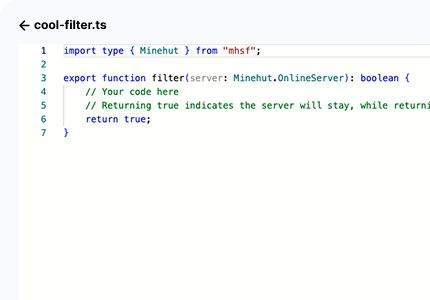 cool-filter.ts
1 import type { Minehut } from "mhsf";
2
3 export function filter(server: Minehut.OnlineServer): boolean {
4 // Your code here
5 // Returning true indicates the server will stay, while returni
6 return true;
7 }